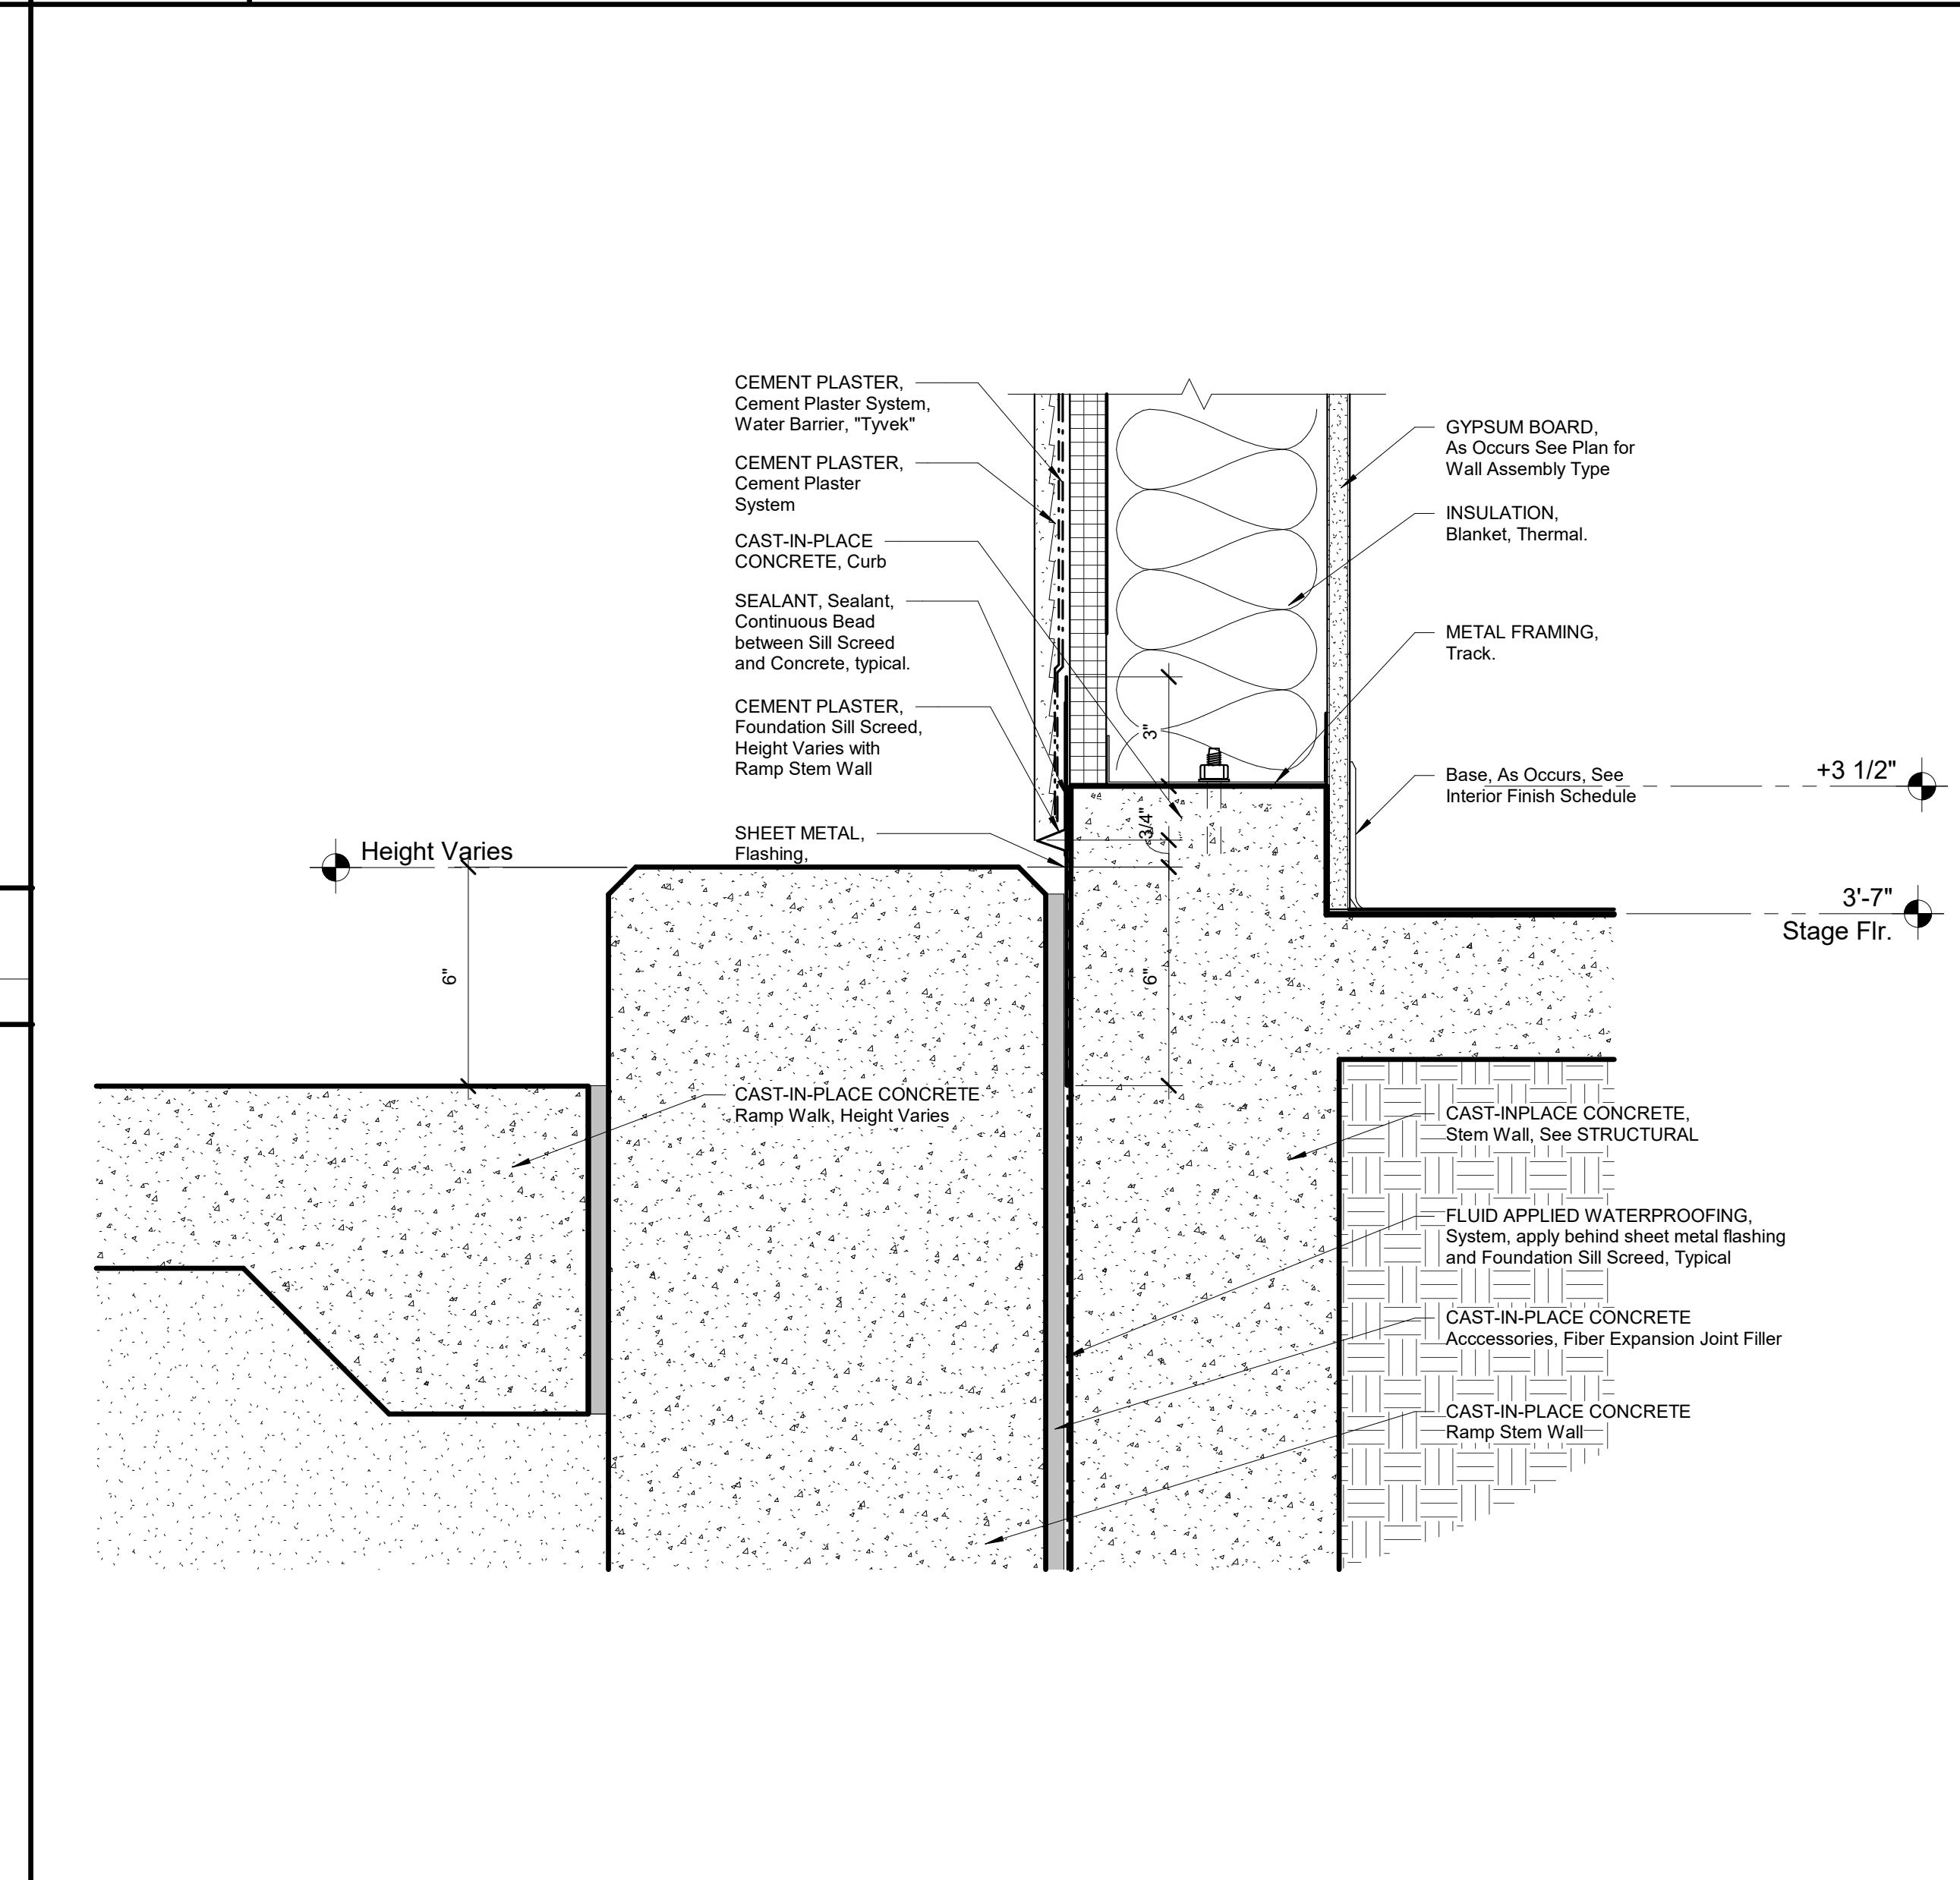 CEMENT PLASTER,
Cement Plaster System,
Water Barrier, "Tyvek"
CEMENT PLASTER,
Cement Plaster
System
CAST-IN-PLACE
CONCRETE, Curb
SEALANT, Sealant,
Continuous Bead
between Sill Screed
and Concrete, typical.
CEMENT PLASTER,
Foundation Sill Screed,
Height Varies with
Ramp Stem Wall
SHEET METAL,
Flashing,
Height Varies
6"
CAST-IN-PLACE CONCRETE
Ramp Walk, Height Varies
3"
3/4"
6"
GYPSUM BOARD,
As Occurs See Plan for
Wall Assembly Type
INSULATION,
Blanket, Thermal.
METAL FRAMING,
Track.
Base, As Occurs, See
Interior Finish Schedule
+3 1/2"
3'-7"
Stage Flr.
CAST-INPLACE CONCRETE,
Stem Wall, See STRUCTURAL
FLUID APPLIED WATERPROOFING,
System, apply behind sheet metal flashing
and Foundation Sill Screed, Typical
CAST-IN-PLACE CONCRETE
Acccessories, Fiber Expansion Joint Filler
CAST-IN-PLACE CONCRETE
Ramp Stem Wall